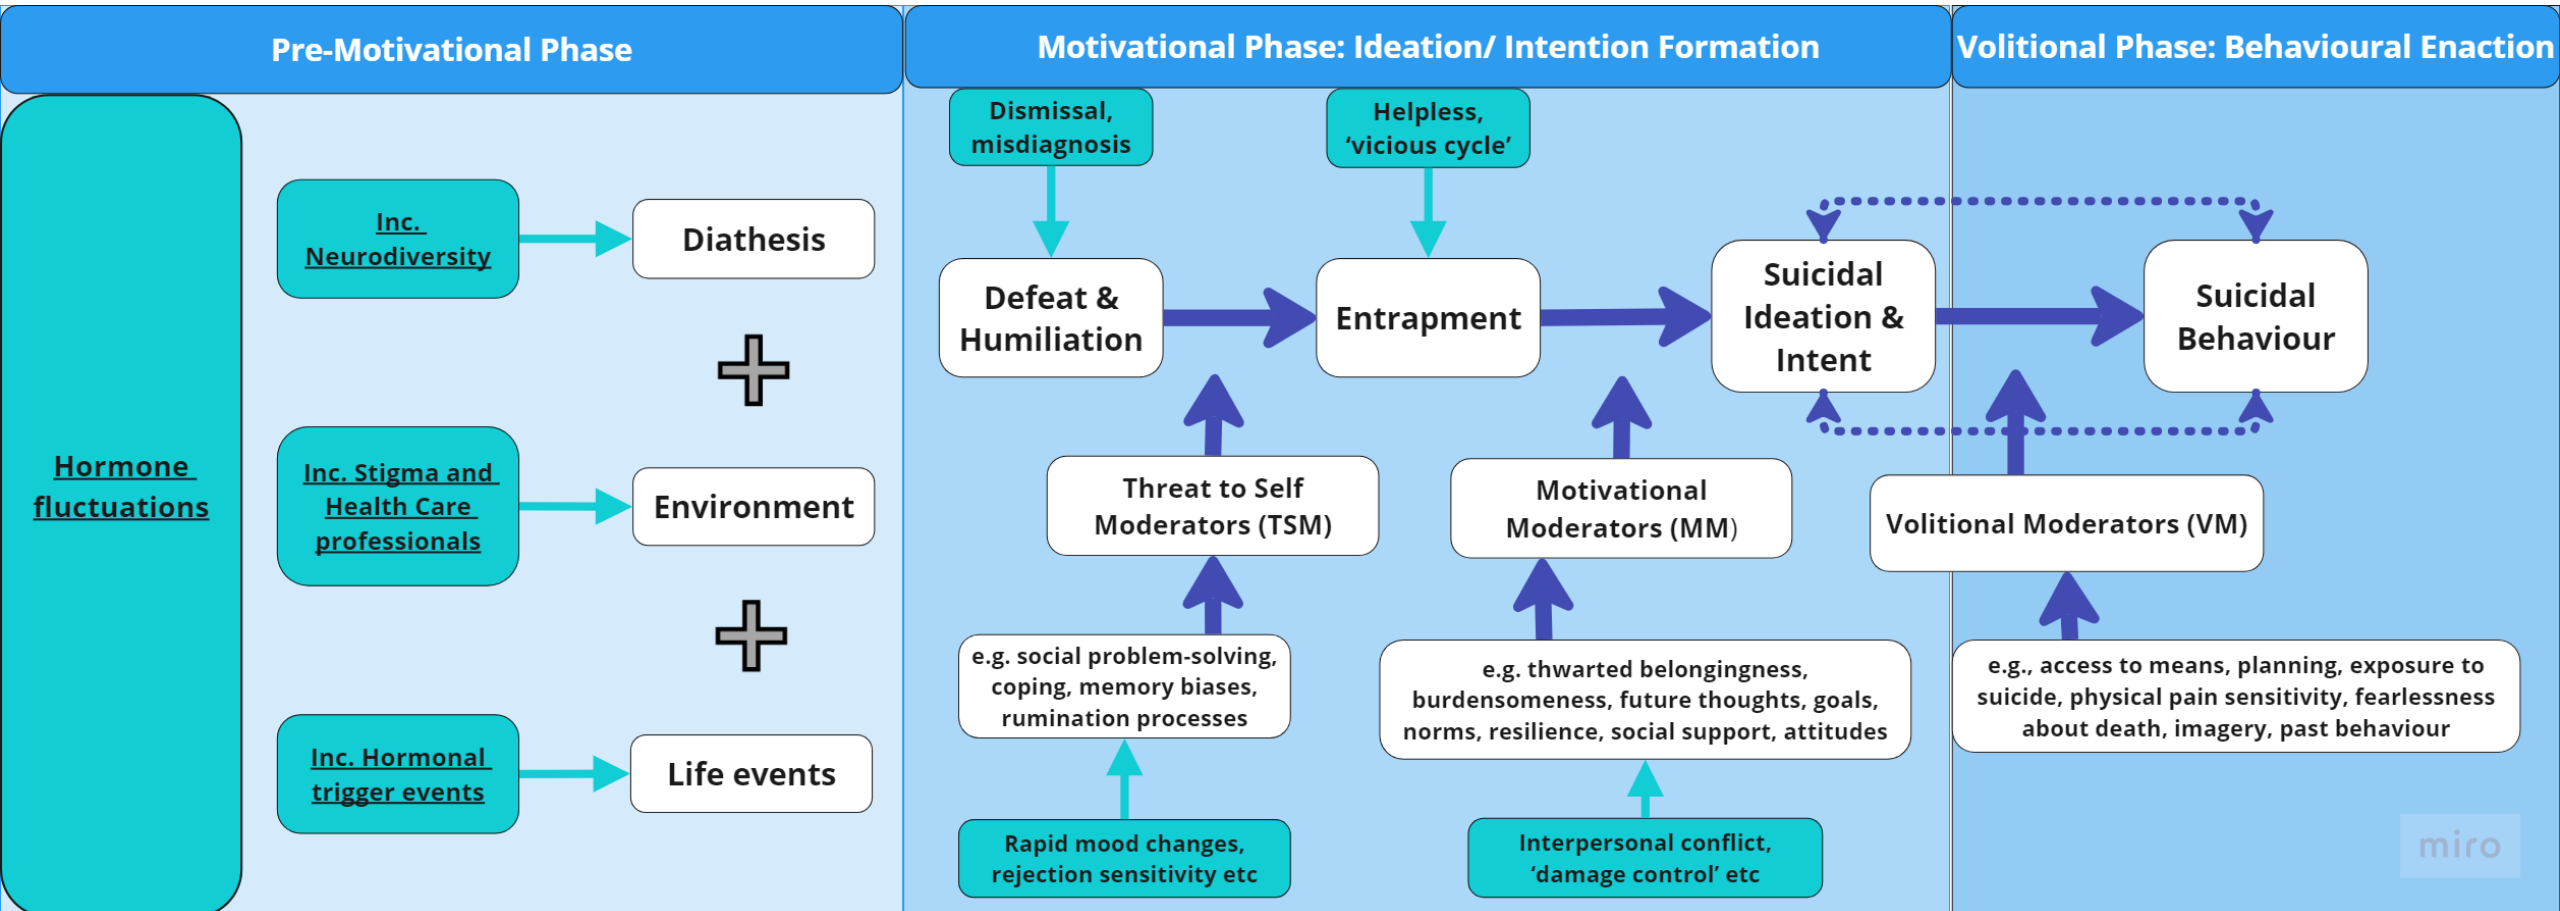 Pre-Motivational Phase
Motivational Phase: Ideation/ Intention Formation
Volitional Phase: Behavioural Enaction
Hormone
fluctuations
Inc.
Neurodiversity
Diathesis
Inc. Stigma and
Health Care
professionals
Environment
Inc. Hormonal
trigger events
Life events
Dismissal,
misdiagnosis
Helpless,
‘vicious cycle’
Defeat &
Humiliation
Entrapment
Suicidal
Ideation &
Intent
Suicidal
Behaviour
Threat to Self
Moderators (TSM)
Motivational
Moderators (MM)
Volitional Moderators (VM)
e.g. social problem-solving,
coping, memory biases,
rumination processes
e.g. thwarted belongingness,
burdensomeness, future thoughts, goals,
norms, resilience, social support, attitudes
e.g., access to means, planning, exposure to
suicide, physical pain sensitivity, fearlessness
about death, imagery, past behaviour
Rapid mood changes,
rejection sensitivity etc
Interpersonal conflict,
‘damage control’ etc
miro